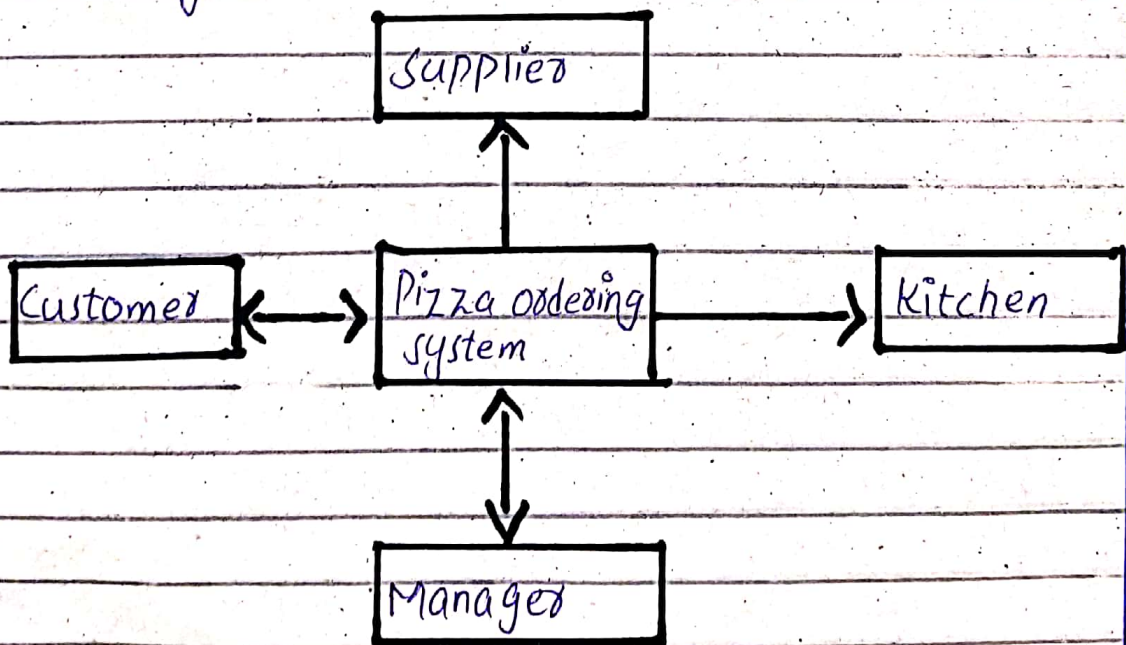 Supplier
Customer
Pizza ordering
system
Kitchen
Manager